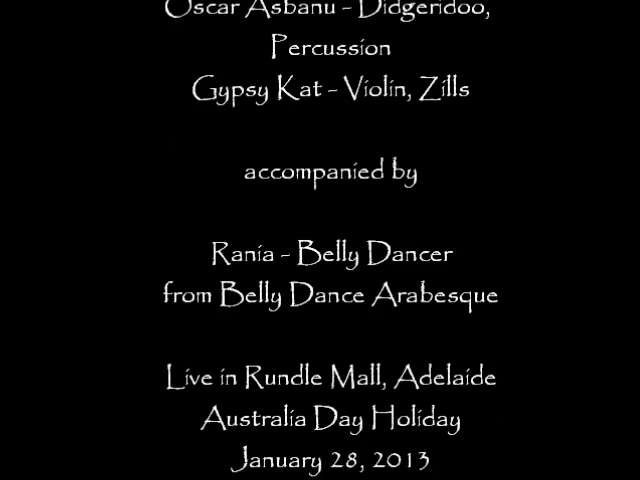 Oscar Asbanu - Didgeridoo,
Percussion
Gypsy Kat - Violin, Zills
accompanied by
Rania - Belly Dancer
from Belly Dance Arabesque
Live in Rundle Mall, Adelaide
Australia Day Holiday
January 28, 2013